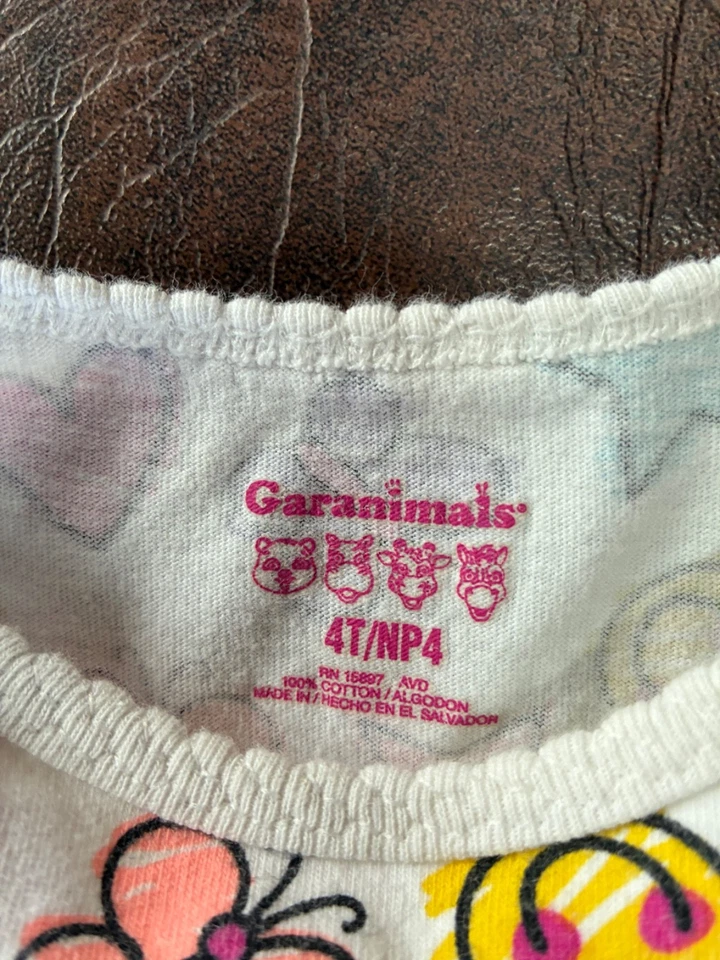 Garanimals®
4T/NP4
RN 15897 AVD
100% COTTON / ALGODON
MADE IN / HECHO EN EL SALVADOR